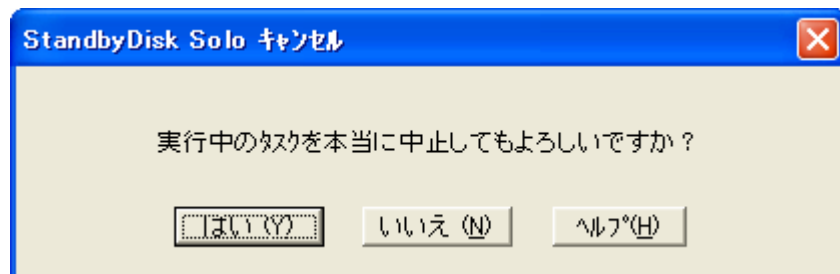 StandbyDisk Solo ｷｬﾝｾﾙ
実行中のﾀｽｸを本当に中止してもよろしいですか？
はい (Y) いいえ (N) ﾍﾙﾌﾟ(H)